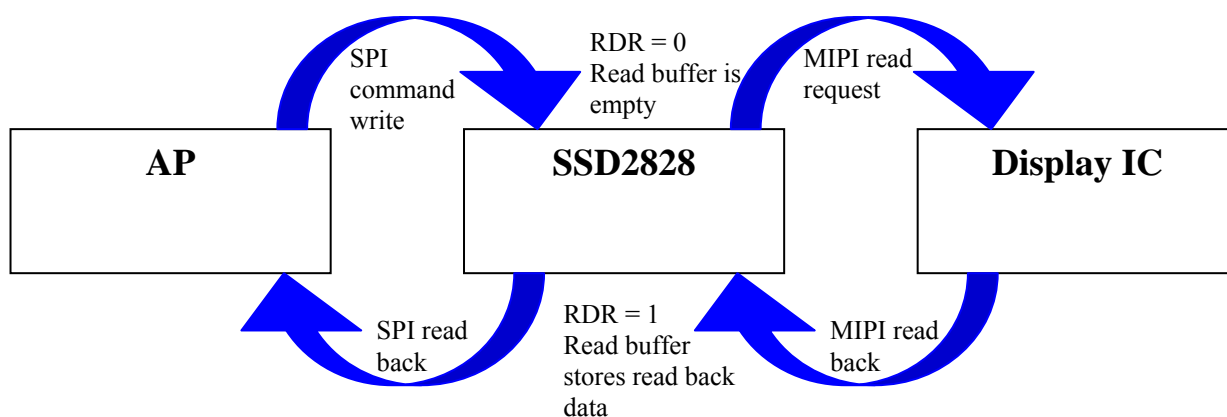 SPI
command
write
RDR = 0
Read buffer is
empty
MIPI read
request
AP
SSD2828
Display IC
SPI read
back
RDR = 1
Read buffer
stores read back
data
MIPI read
back